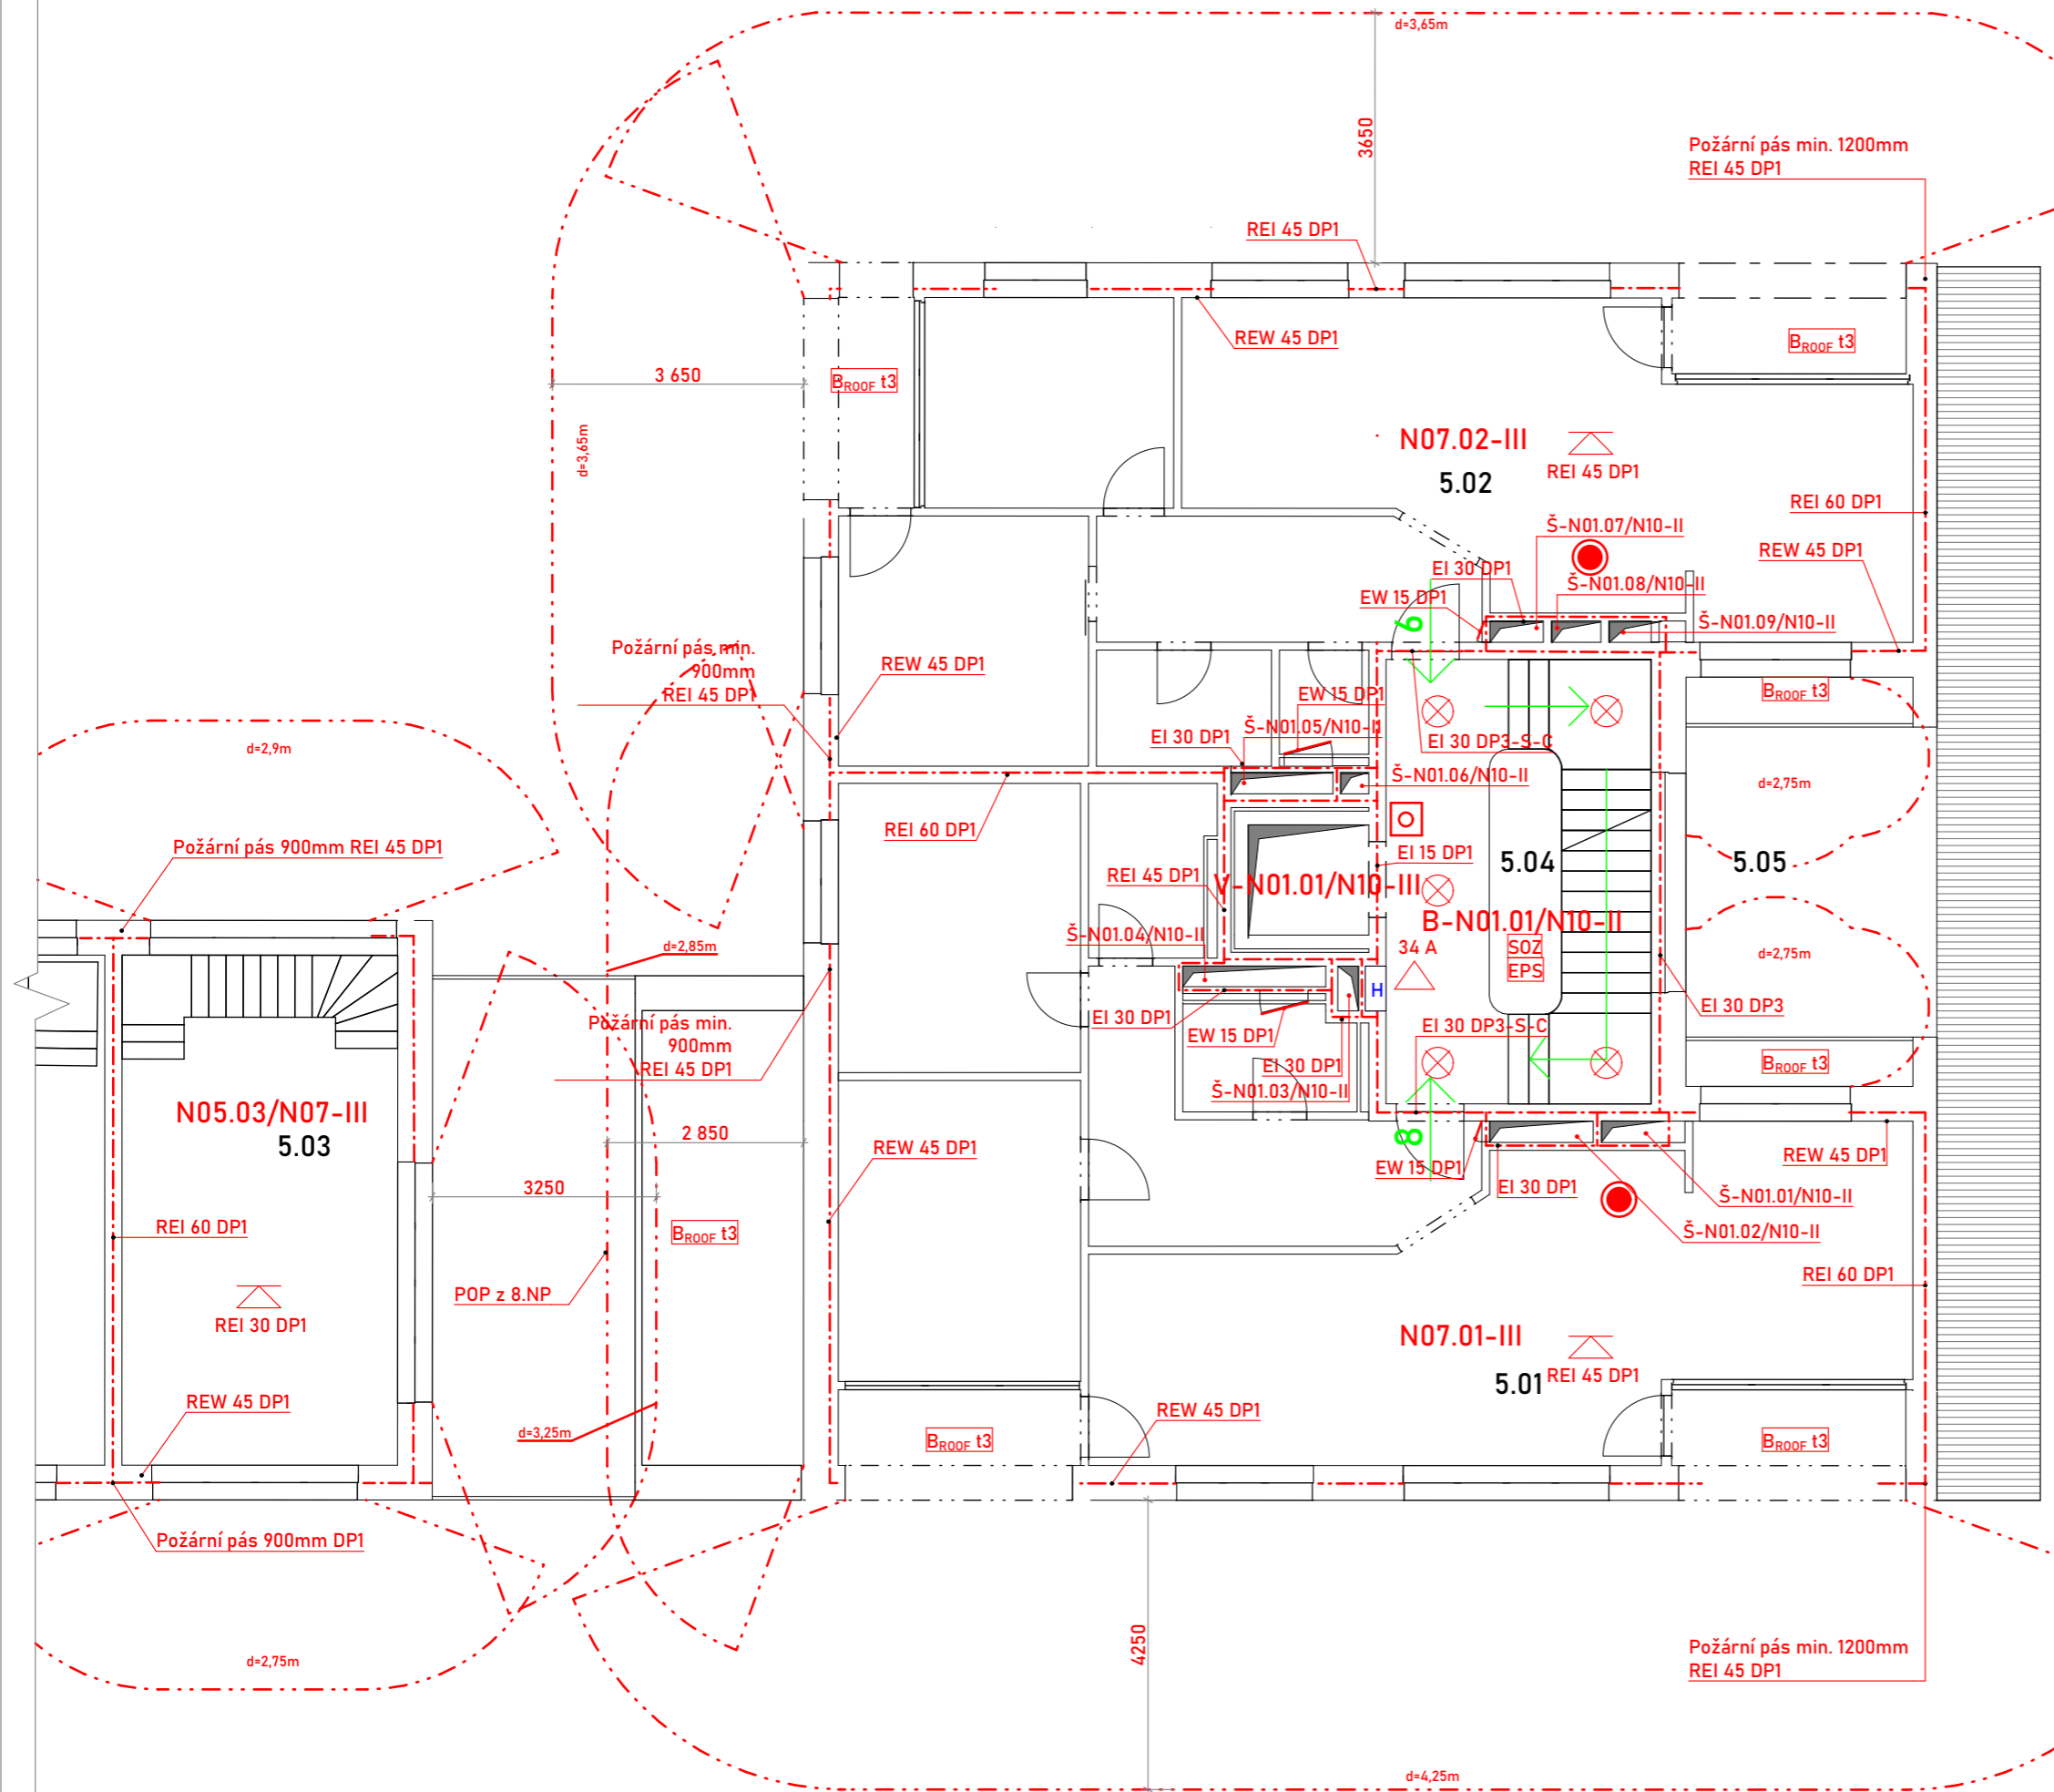 d=3,65m
3650
Požární pás min. 1200mm
REI 45 DP1
REI 45 DP1
REW 45 DP1
BROOF t3
3 650
BROOF t3
d=3,65m
N07.02-III
5.02
REI 45 DP1
REI 60 DP1
Š-N01.07/N10-II
REW 45 DP1
EI 30 DP1
Š-N01.08/N10-II
EW 15 DP1
Š-N01.09/N10-II
6
Požární pás min.
900mm
REI 45 DP1
REW 45 DP1
EW 15 DP1
BROOF t3
Š-N01.05/N10-II
EI 30 DP1
EI 30 DP3-S-C
d=2,9m
Š-N01.06/N10-II
d=2,75m
REI 60 DP1
Požární pás 900mm REI 45 DP1
EI 15 DP1
5.04
5.05
REI 45 DP1
V-N01.01/N10-III
B-N01.01/N10-II
Š-N01.04/N10-II
34 A
SOZ
EPS
d=2,85m
d=2,75m
H
EI 30 DP3
Požární pás min.
900mm
REI 45 DP1
EI 30 DP1
EW 15 DP1
EI 30 DP3-S-C
EI 30 DP1
Š-N01.03/N10-II
BROOF t3
N05.03/N07-III
5.03
2 850
8
REW 45 DP1
EW 15 DP1
REW 45 DP1
3250
EI 30 DP1
Š-N01.01/N10-II
REI 60 DP1
BROOF t3
Š-N01.02/N10-II
POP z 8.NP
REI 60 DP1
REI 30 DP1
N07.01-III
5.01
REI 45 DP1
REW 45 DP1
REW 45 DP1
d=3,25m
BROOF t3
BROOF t3
Požární pás 900mm DP1
4250
Požární pás min. 1200mm
REI 45 DP1
d=2,75m
d=4,25m